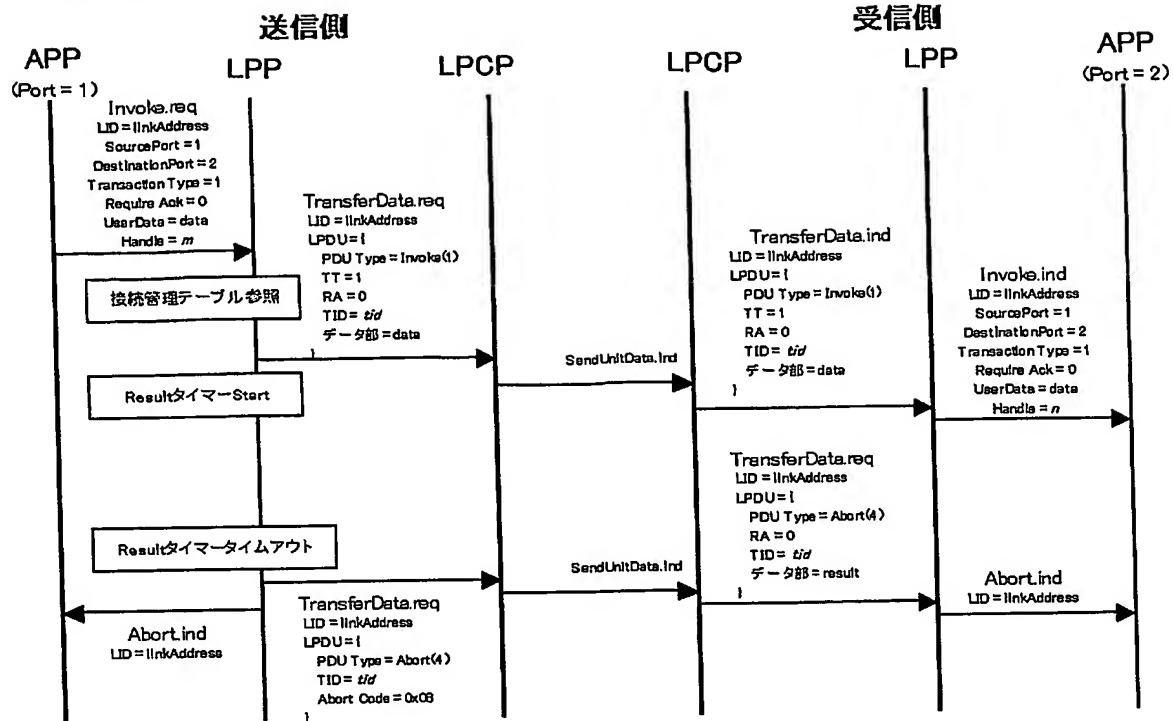 送信側
受信側
APP
(Port = 1)
LPP
LPCP
LPCP
LPP
APP
(Port = 2)
Invoke.req
LID = linkAddress
SourcePort = 1
DestinationPort = 2
Transaction Type = 1
Require Ack = 0
UserData = data
Handle = m
接続管理テーブル参照
TransferData.req
LID = linkAddress
LPDU = {
PDU Type = Invoke(1)
TT = 1
RA = 0
TID = tid
データ部 = data
}
ResultタイマーStart
SendUnitData.ind
TransferData.ind
LID = linkAddress
LPDU = {
PDU Type = Invoke(1)
TT = 1
RA = 0
TID = tid
データ部 = data
}
Invoke.ind
LID = linkAddress
SourcePort = 1
DestinationPort = 2
Transaction Type = 1
Require Ack = 0
UserData = data
Handle = n
Resultタイマータイムアウト
Abort.ind
LID = linkAddress
TransferData.req
LID = linkAddress
LPDU = {
PDU Type = Abort(4)
TID = tid
Abort Code = 0x03
}
SendUnitData.ind
TransferData.req
LID = linkAddress
LPDU = {
PDU Type = Abort(4)
RA = 0
TID = tid
データ部 = result
}
Abort.ind
LID = linkAddress